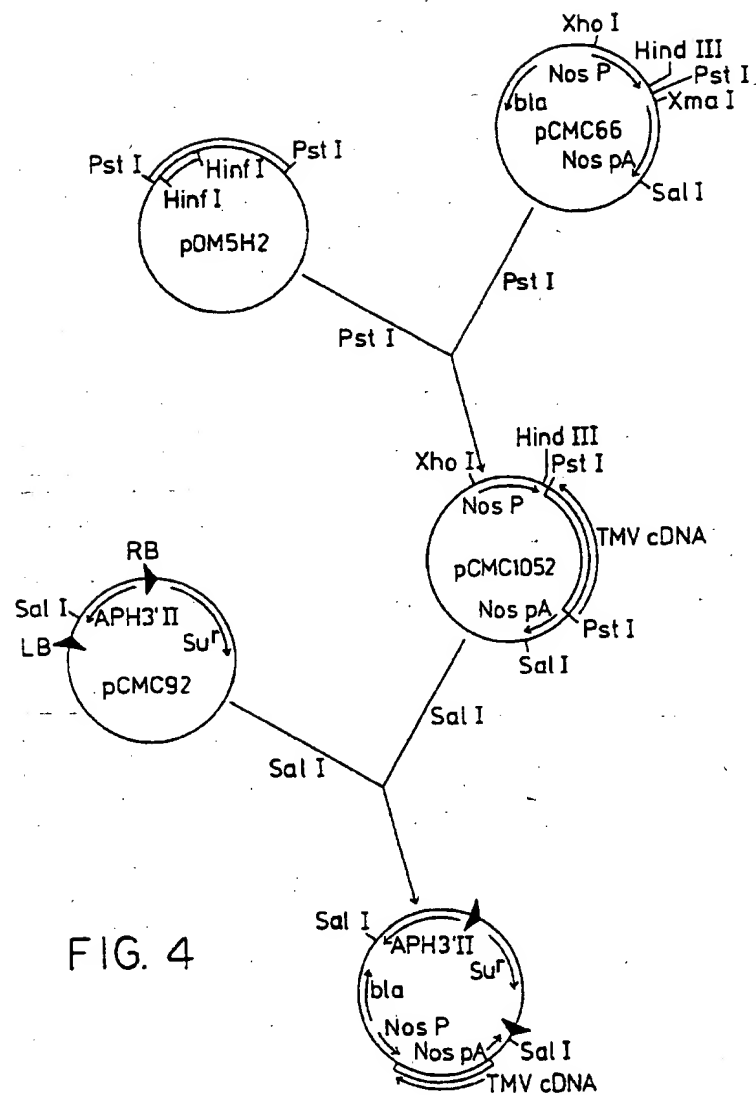 Xho I
Hind III
Pst I
Xma I
Nos P
bla
pCMC66
Nos pA
Sal I
Pst I
Pst I
Hinf I
Hinf I
pDM5H2
Pst I
Pst I
Hind III
Xho I
Pst I
Nos P
TMV cDNA
pCMC1052
Nos pA
Pst I
Sal I
RB
Sal I
APH3'II
LB
Suʳ
pCMC92
Sal I
Sal I
FIG. 4
Sal I
APH3'II
Suʳ
bla
Nos P
Nos pA
Sal I
TMV cDNA